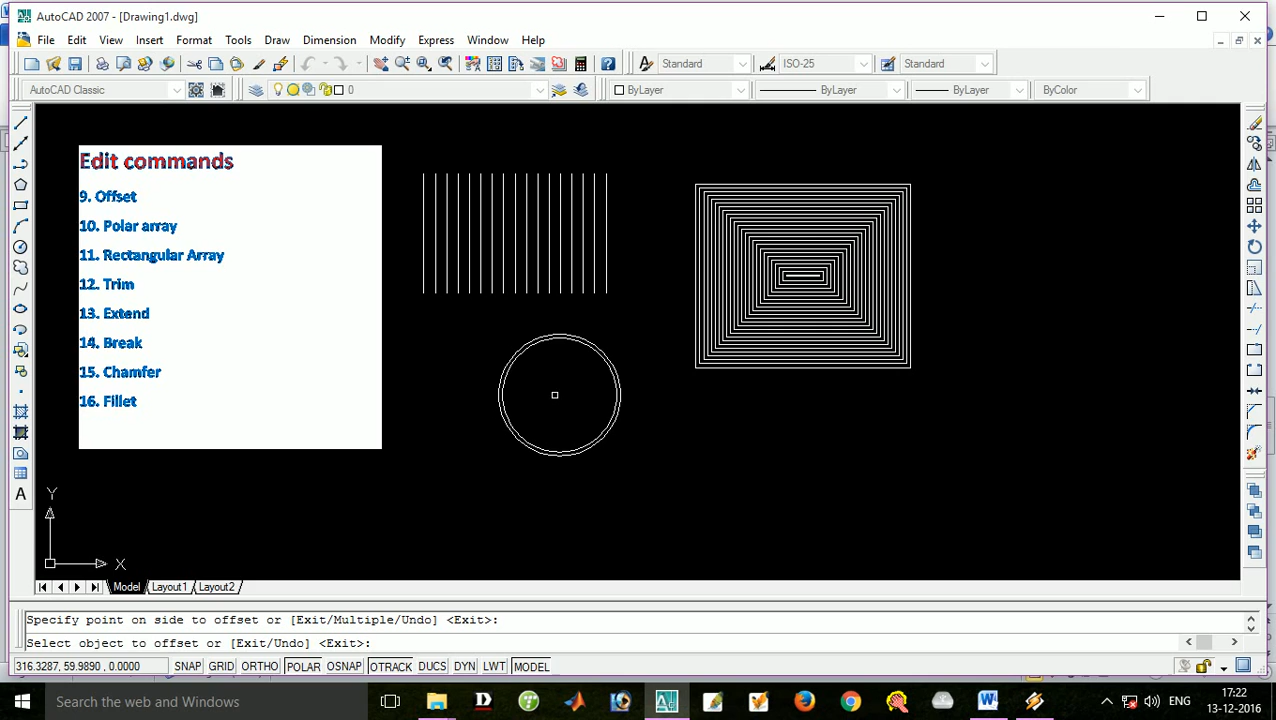 AutoCAD 2007 - [Drawing1.dwg]
File Edit View Insert Format Tools Draw Dimension Modify Express Window Help
Standard ISO-25 Standard
AutoCAD Classic 0 ByLayer ByLayer ByLayer ByColor
Edit commands
9. Offset
10. Polar array
11. Rectangular Array
12. Trim
13. Extend
14. Break
15. Chamfer
16. Fillet
A
Y
X
Model Layout1 Layout2
Specify point on side to offset or [Exit/Multiple/Undo] <Exit>:
Select object to offset or [Exit/Undo] <Exit>:
316.3287, 59.9890, 0.0000 SNAP GRID ORTHO POLAR OSNAP OTRACK DUCS DYN LWT MODEL
Search the web and Windows ENG 17:22
13-12-2016